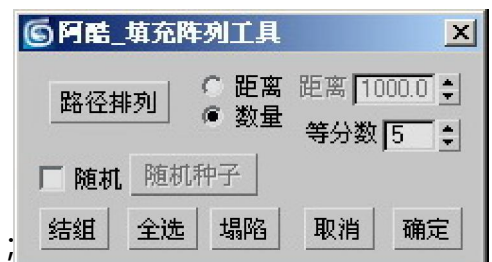 阿酷_填充阵列工具
路径排列 距离 距离 1000.0
数量 等分数 5
随机 随机种子
; 结组 全选 塌陷 取消 确定